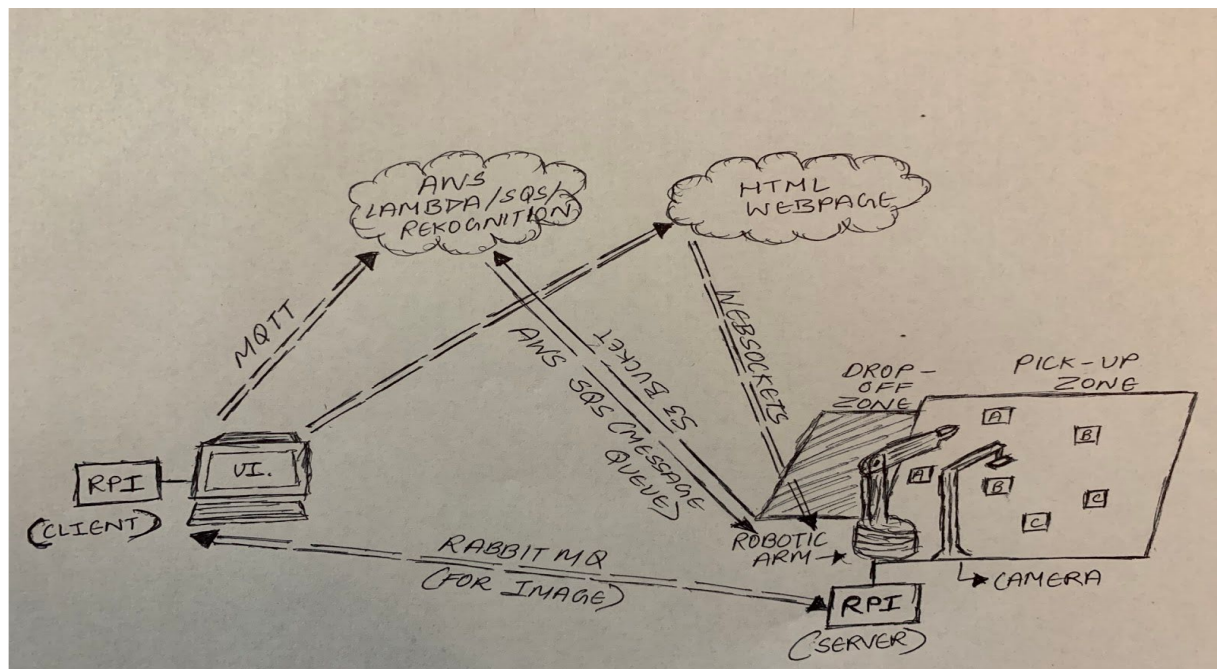 AWS
LAMBDA/SQS/
REKOGNITION
HTML
WEBPAGE
MQTT
S3 BUCKET
AWS SQS (MESSAGE
QUEUE)
WEBSOCKETS
DROP-
OFF
ZONE
PICK-UP
ZONE
A
B
A
B
C
C
RPI
(CLIENT)
UI.
RABBIT MQ
(FOR IMAGE)
ROBOTIC
ARM
CAMERA
RPI
(SERVER)